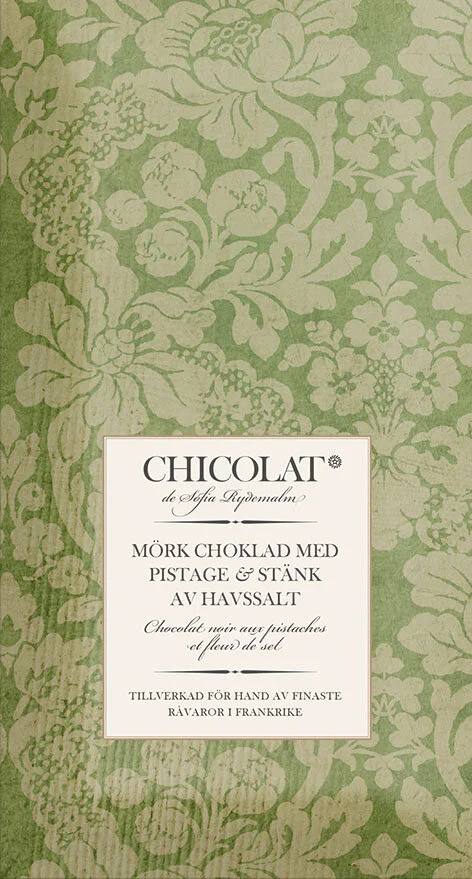 CHICOLAT
de Sofia Rydemalm
MÖRK CHOKLAD MED
PISTAGE & STÄNK
AV HAVSSALT
Chocolat noir aux pistaches
et fleur de sel
TILLVERKAD FÖR HAND AV FINASTE
RÅVAROR I FRANKRIKE